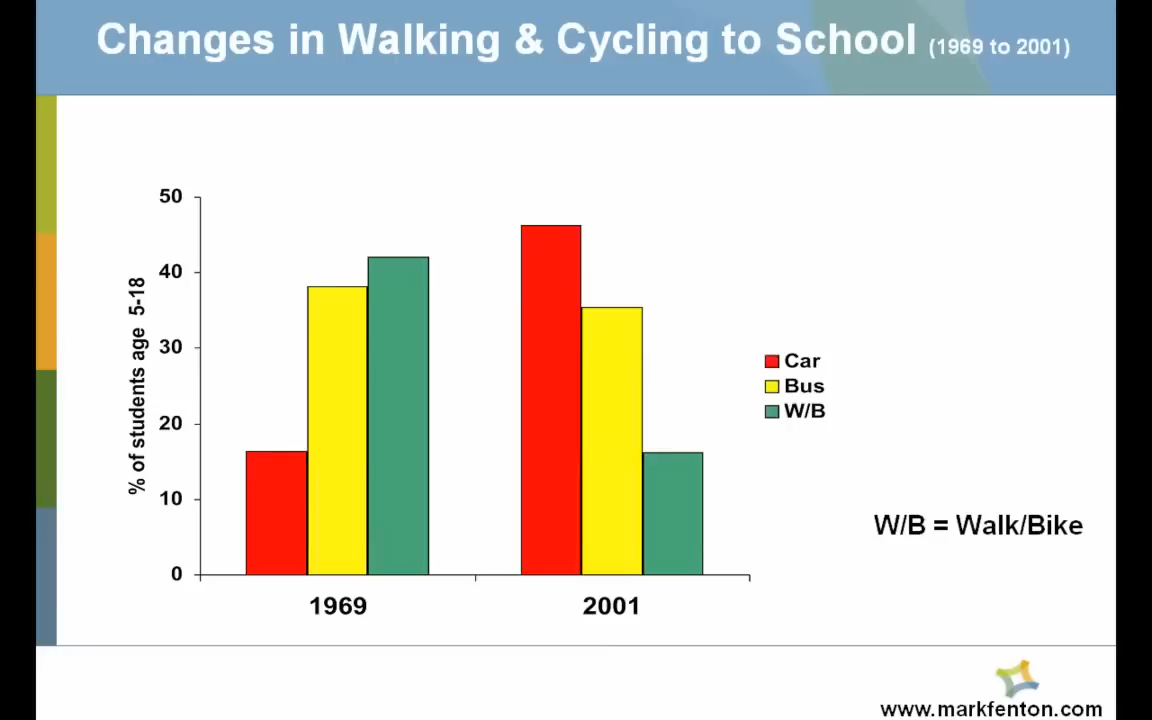 Changes in Walking & Cycling to School (1969 to 2001)
% of students age 5-18
50
40
30
20
10
0
1969
2001
Car
Bus
W/B
W/B = Walk/Bike
www.markfenton.com